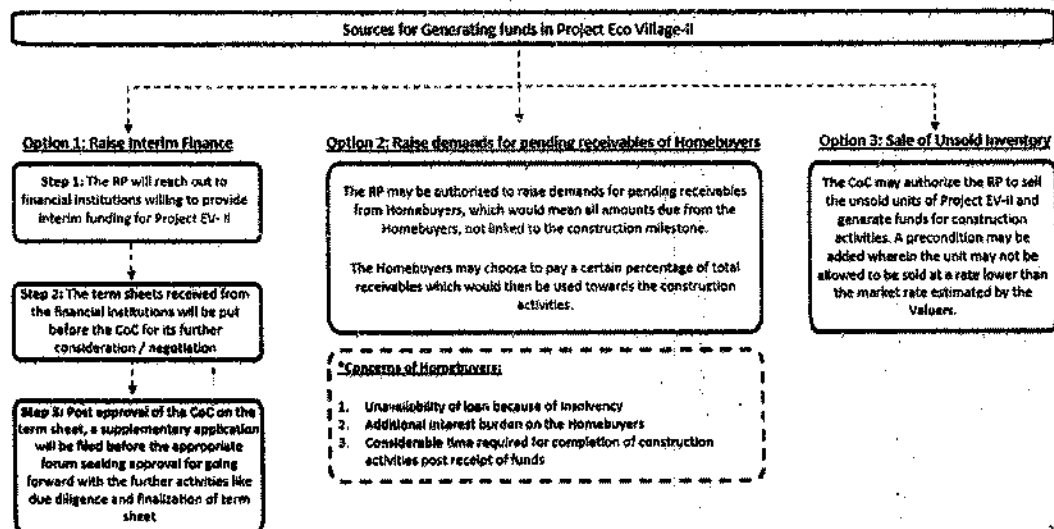 Sources for Generating funds in Project Eco Village-II
Option 1: Raise Interim Finance
Step 1: The RP will reach out to
financial institutions willing to provide
interim funding for Project EV- II
Step 2: The term sheets received from
the financial institutions will be put
before the CoC for its further
consideration / negotiation
Step 3: Post approval of the CoC on the
term sheet, a supplementary application
will be filed before the appropriate
forum seeking approval for going
forward with the further activities like
due diligence and finalization of term
sheet
Option 2: Raise demands for pending receivables of Homebuyers
The RP may be authorized to raise demands for pending receivables
from Homebuyers, which would mean all amounts due from the
Homebuyers, not linked to the construction milestone.
The Homebuyers may choose to pay a certain percentage of total
receivables which would then be used towards the construction
activities.
*Concerns of Homebuyers:
1. Unavailability of loan because of insolvency
2. Additional interest burden on the Homebuyers
3. Considerable time required for completion of construction
activities post receipt of funds
Option 3: Sale of Unsold Inventory
The CoC may authorize the RP to sell
the unsold units of Project EV-II and
generate funds for construction
activities. A precondition may be
added wherein the unit may not be
allowed to be sold at a rate lower than
the market rate estimated by the
Valuers.